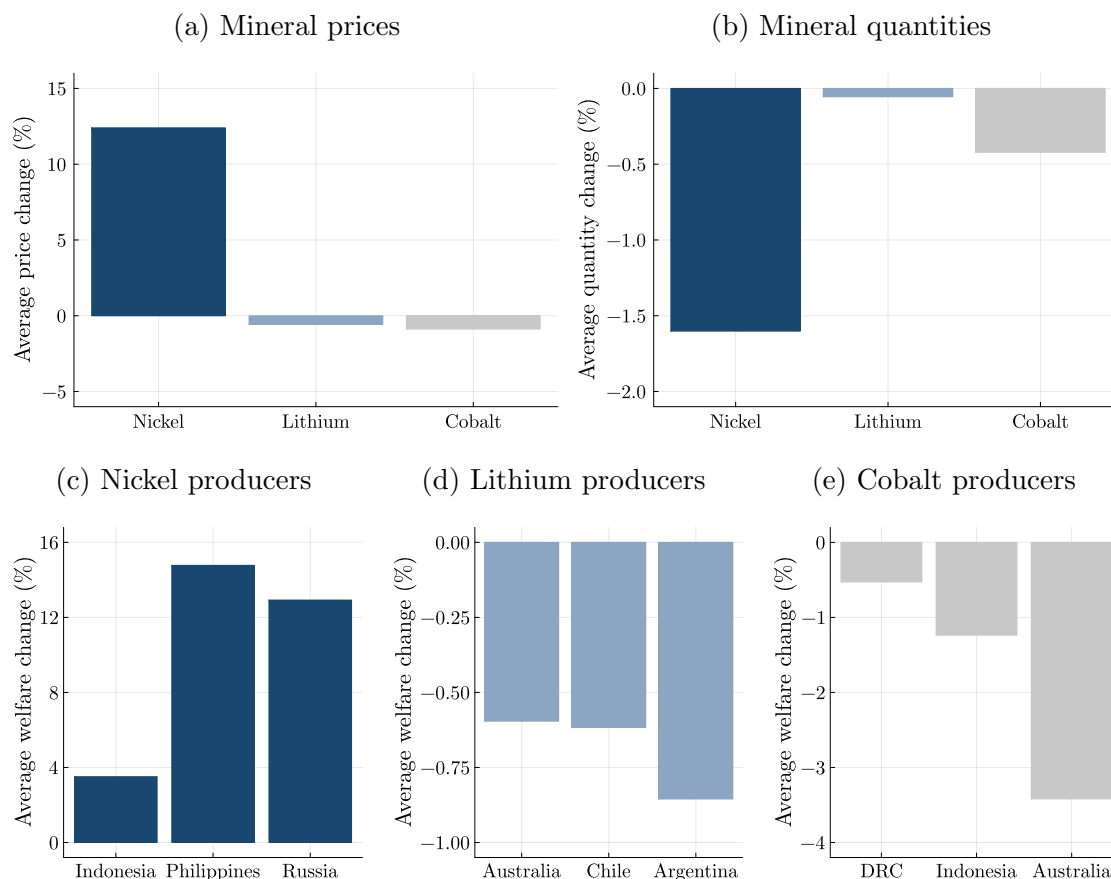 (a) Mineral prices
(b) Mineral quantities
Average price change (%)
15
10
5
0
−5
Nickel
Lithium
Cobalt
Average quantity change (%)
0.0
−0.5
−1.0
−1.5
−2.0
Nickel
Lithium
Cobalt
(c) Nickel producers
(d) Lithium producers
(e) Cobalt producers
Average welfare change (%)
16
12
8
4
0
Indonesia
Philippines
Russia
Average welfare change (%)
0.00
−0.25
−0.50
−0.75
−1.00
Australia
Chile
Argentina
Average welfare change (%)
0
−1
−2
−3
−4
DRC
Indonesia
Australia